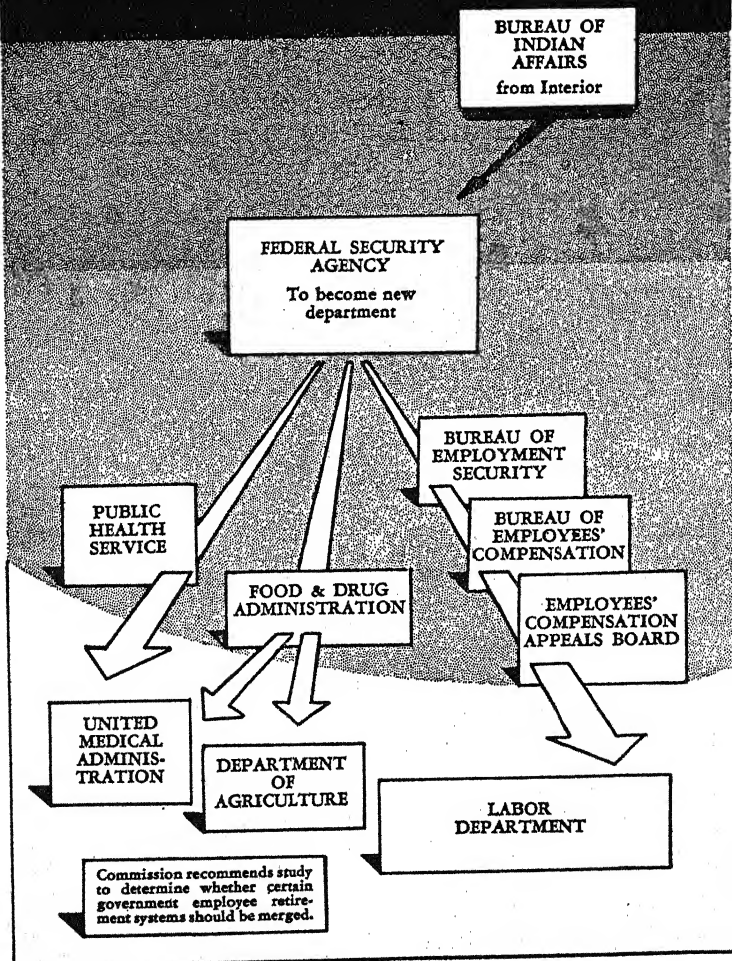 BUREAU OF
INDIAN
AFFAIRS
from Interior
FEDERAL SECURITY
AGENCY
To become new
department
BUREAU OF
EMPLOYMENT
SECURITY
PUBLIC
HEALTH
SERVICE
BUREAU OF
EMPLOYEES'
COMPENSATION
FOOD & DRUG
ADMINISTRATION
EMPLOYEES'
COMPENSATION
APPEALS BOARD
UNITED
MEDICAL
ADMINIS-
TRATION
DEPARTMENT
OF
AGRICULTURE
LABOR
DEPARTMENT
Commission recommends study
to determine whether certain
government employee retire-
ment systems should be merged.